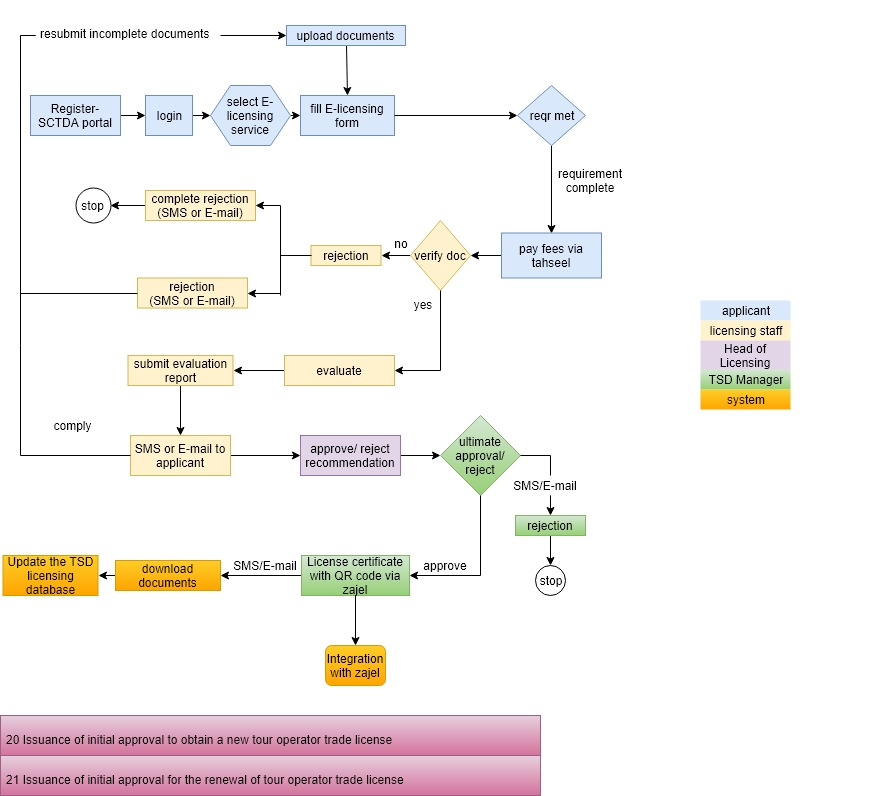 resubmit incomplete documents
upload documents
Register-
SCTDA portal
login
select E-
licensing
service
fill E-licensing
form
reqr met
requirement
complete
stop
complete rejection
(SMS or E-mail)
no
rejection
verify doc
pay fees via
tahseel
rejection
(SMS or E-mail)
yes
applicant
licensing staff
Head of
Licensing
TSD Manager
system
submit evaluation
report
evaluate
comply
SMS or E-mail to
applicant
approve/ reject
recommendation
ultimate
approval/
reject
SMS/E-mail
rejection
stop
Update the TSD
licensing
database
download
documents
SMS/E-mail
License certificate
with QR code via
zajel
approve
Integration
with zajel
20 Issuance of initial approval to obtain a new tour operator trade license
21 Issuance of initial approval for the renewal of tour operator trade license